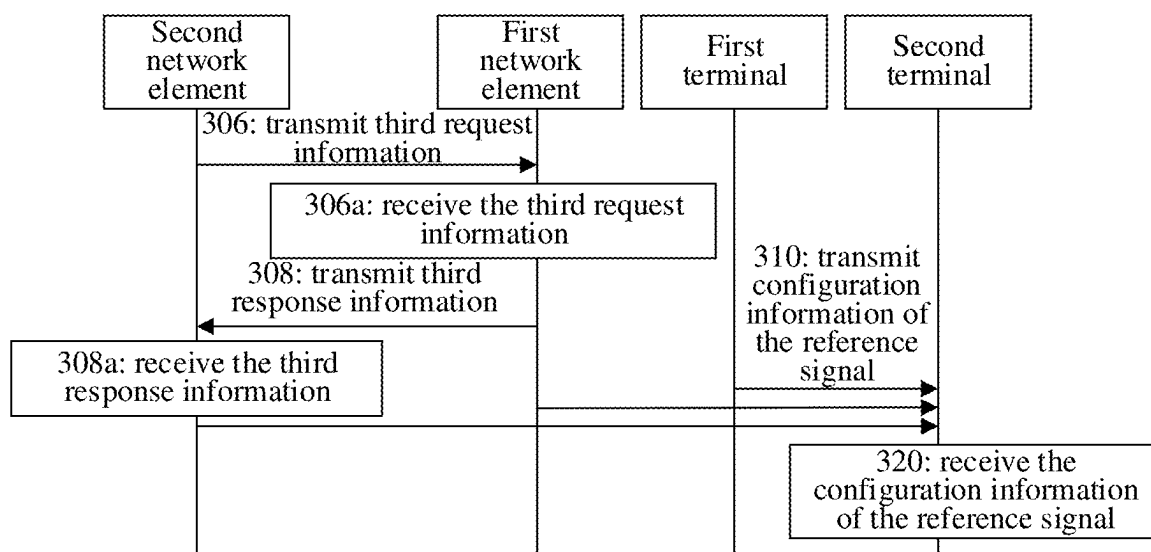 Second
network
element
First
network
element
First
terminal
Second
terminal
306: transmit third request
information
306a: receive the third request
information
308: transmit third
response information
310: transmit
configuration
information of
the reference
signal
308a: receive the third
response information
320: receive the
configuration information
of the reference signal